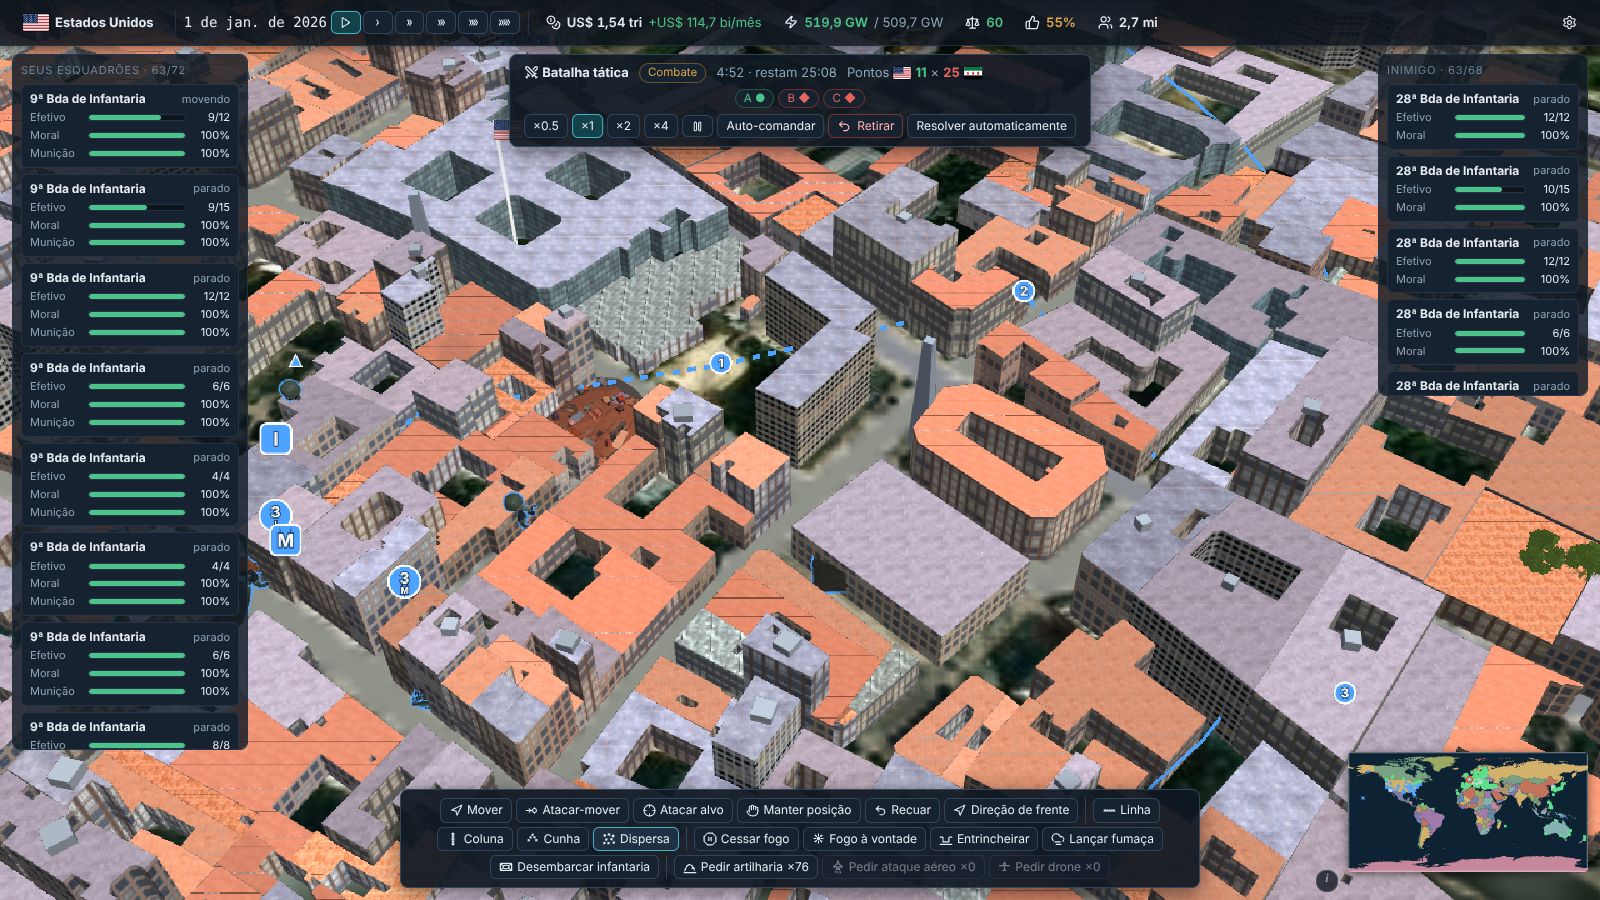 Estados Unidos
1 de jan. de 2026
US$ 1,54 tri +US$ 114,7 bi/mês
519,9 GW / 509,7 GW
60
55%
2,7 mi
SEUS ESQUADRÕES · 63/72
9ª Bda de Infantaria movendo
Efetivo 9/12
Moral 100%
Munição 100%
9ª Bda de Infantaria parado
Efetivo 9/15
Moral 100%
Munição 100%
9ª Bda de Infantaria parado
Efetivo 12/12
Moral 100%
Munição 100%
9ª Bda de Infantaria parado
Efetivo 6/6
Moral 100%
Munição 100%
9ª Bda de Infantaria parado
Efetivo 4/4
Moral 100%
Munição 100%
9ª Bda de Infantaria parado
Efetivo 4/4
Moral 100%
Munição 100%
9ª Bda de Infantaria parado
Efetivo 6/6
Moral 100%
Munição 100%
9ª Bda de Infantaria parado
Efetivo 8/8
Batalha tática Combate 4:52 · restam 25:08 Pontos 11 × 25
A B C
×0.5 ×1 ×2 ×4 Auto-comandar Retirar Resolver automaticamente
INIMIGO · 63/68
28ª Bda de Infantaria parado
Efetivo 12/12
Moral 100%
28ª Bda de Infantaria parado
Efetivo 10/15
Moral 100%
28ª Bda de Infantaria parado
Efetivo 12/12
Moral 100%
28ª Bda de Infantaria parado
Efetivo 6/6
Moral 100%
28ª Bda de Infantaria parado
2
1
I
3
M
3
M
3
Mover Atacar-mover Atacar alvo Manter posição Recuar Direção de frente Linha
Coluna Cunha Dispersa Cessar fogo Fogo à vontade Entrincheirar Lançar fumaça
Desembarcar infantaria Pedir artilharia ×76 Pedir ataque aéreo ×0 Pedir drone ×0
i